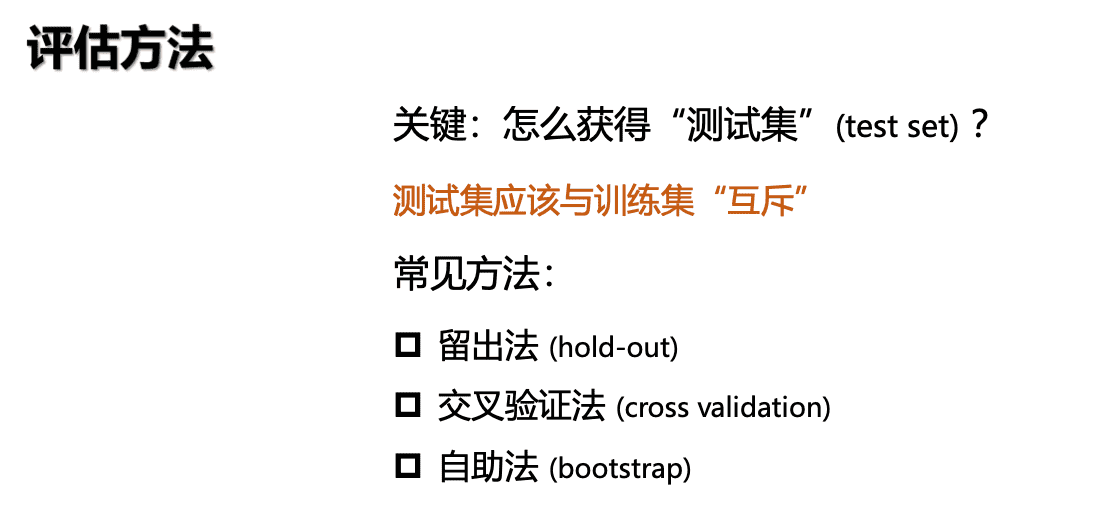 评估方法
关键：怎么获得“测试集”(test set)？
测试集应该与训练集“互斥”
常见方法：
留出法 (hold-out)
交叉验证法 (cross validation)
自助法 (bootstrap)